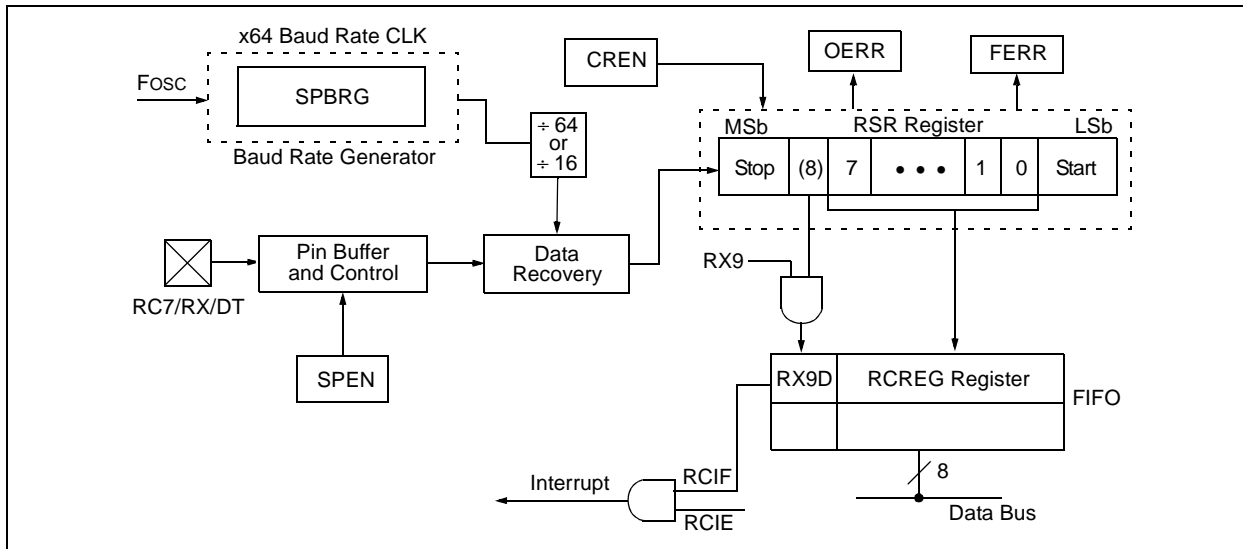 x64 Baud Rate CLK
FOSC
SPBRG
Baud Rate Generator
÷ 64
or
÷ 16
CREN
OERR
FERR
MSb
RSR Register
LSb
Stop
(8)
7
• • •
1
0
Start
RC7/RX/DT
Pin Buffer
and Control
Data
Recovery
SPEN
RX9
RX9D
RCREG Register
FIFO
8
Data Bus
Interrupt
RCIF
RCIE